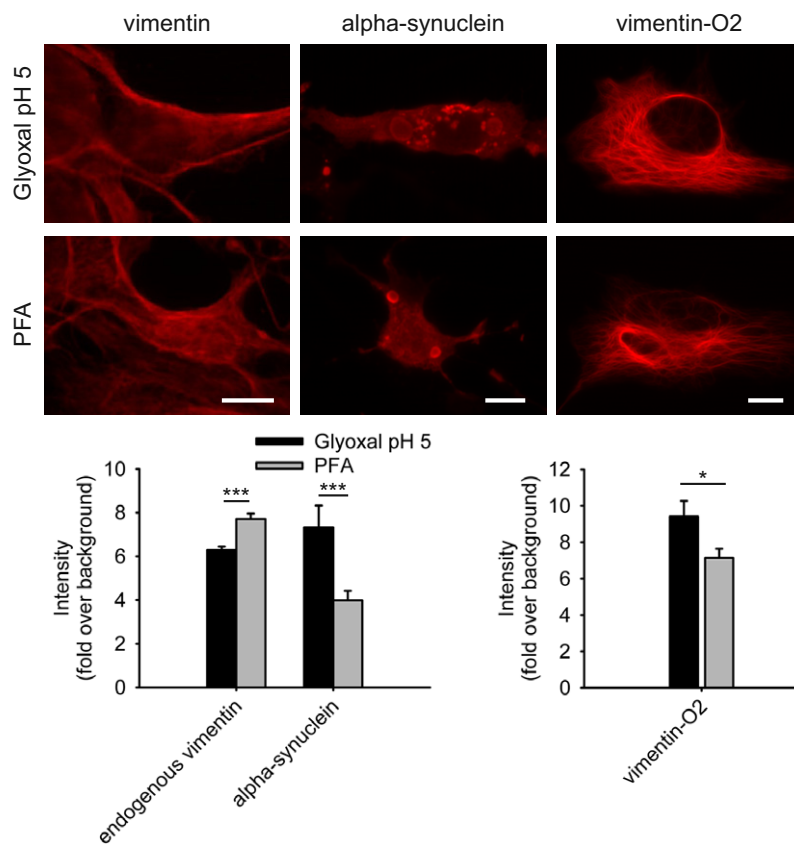 vimentin
alpha-synuclein
vimentin-O2
Glyoxal pH 5
PFA
Glyoxal pH 5
PFA
Intensity
(fold over background)
10
8
6
4
2
0
***
***
endogenous vimentin
alpha-synuclein
Intensity
(fold over background)
12
10
8
6
4
2
0
*
vimentin-O2